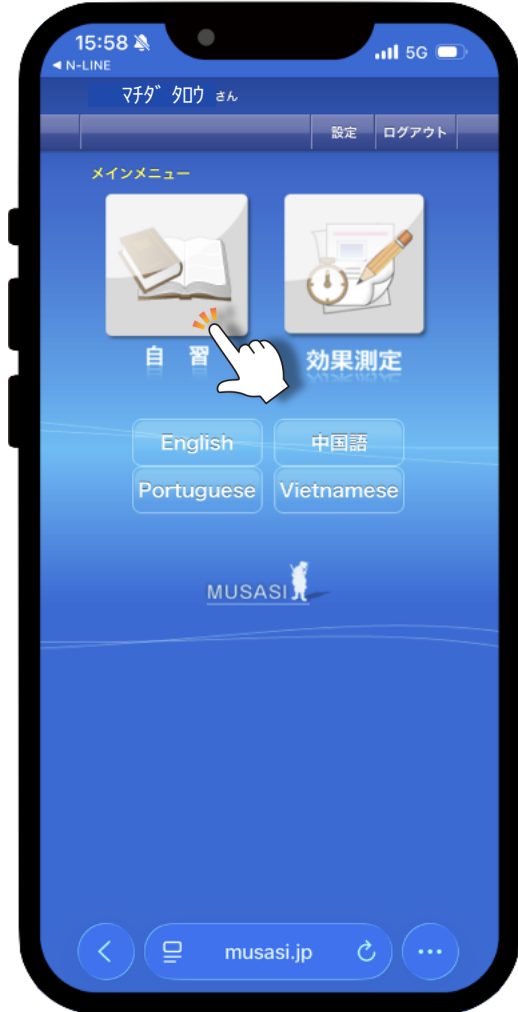 15:58
5G
◀ N-LINE
マチダ タロウ さん
設定 ログアウト
メインメニュー
自 習 効果測定
English 中国語
Portuguese Vietnamese
MUSASI
musasi.jp